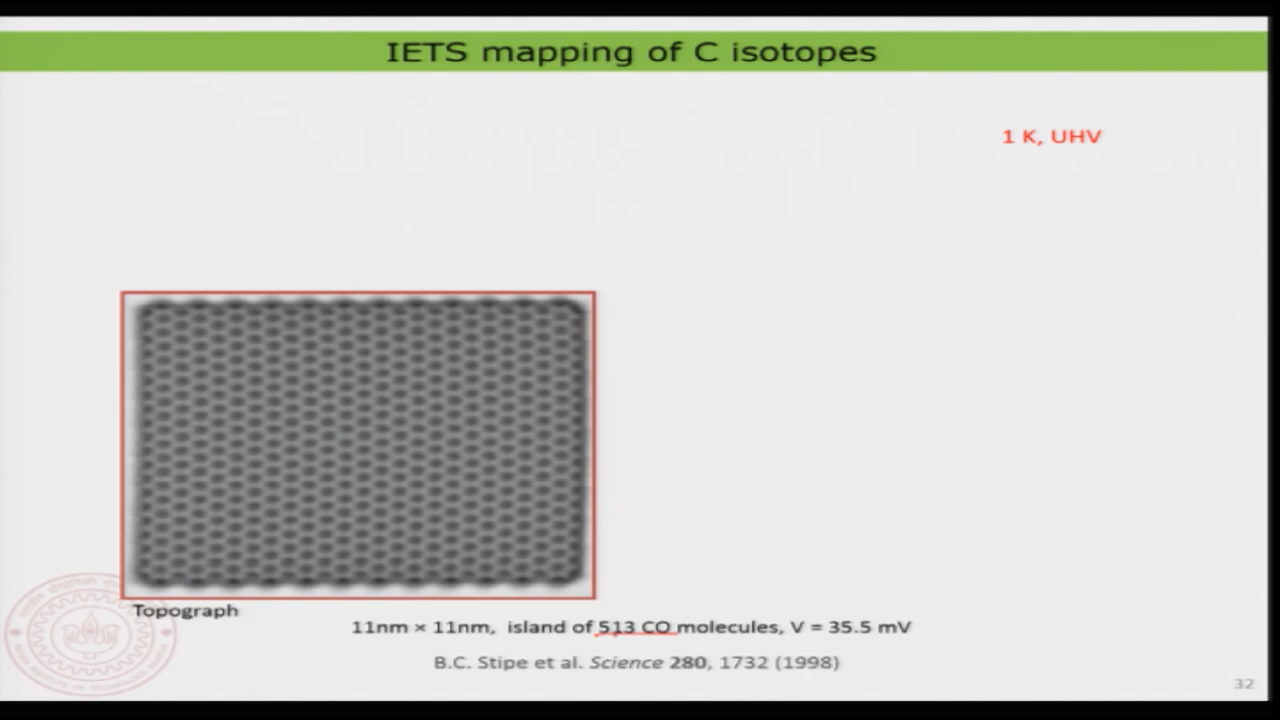 IETS mapping of C isotopes
1 K, UHV
Topograph
11nm × 11nm, island of 513 CO molecules, V = 35.5 mV
B.C. Stipe et al. Science 280, 1732 (1998)
32